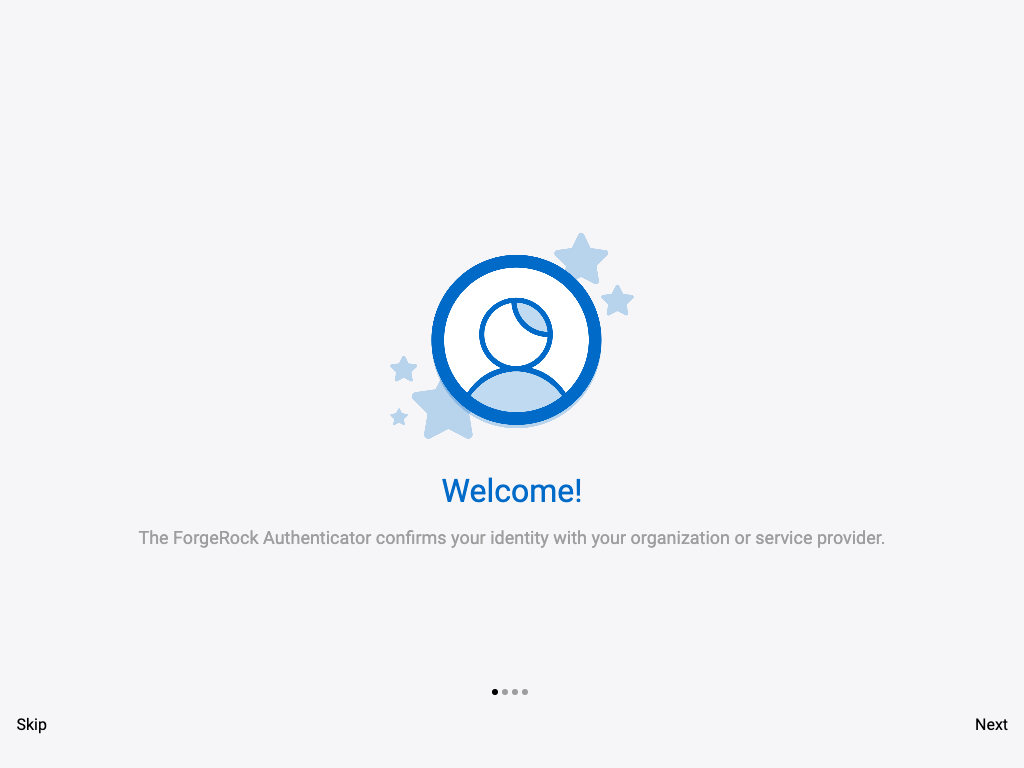 Welcome!
The ForgeRock Authenticator confirms your identity with your organization or service provider.
Skip
Next